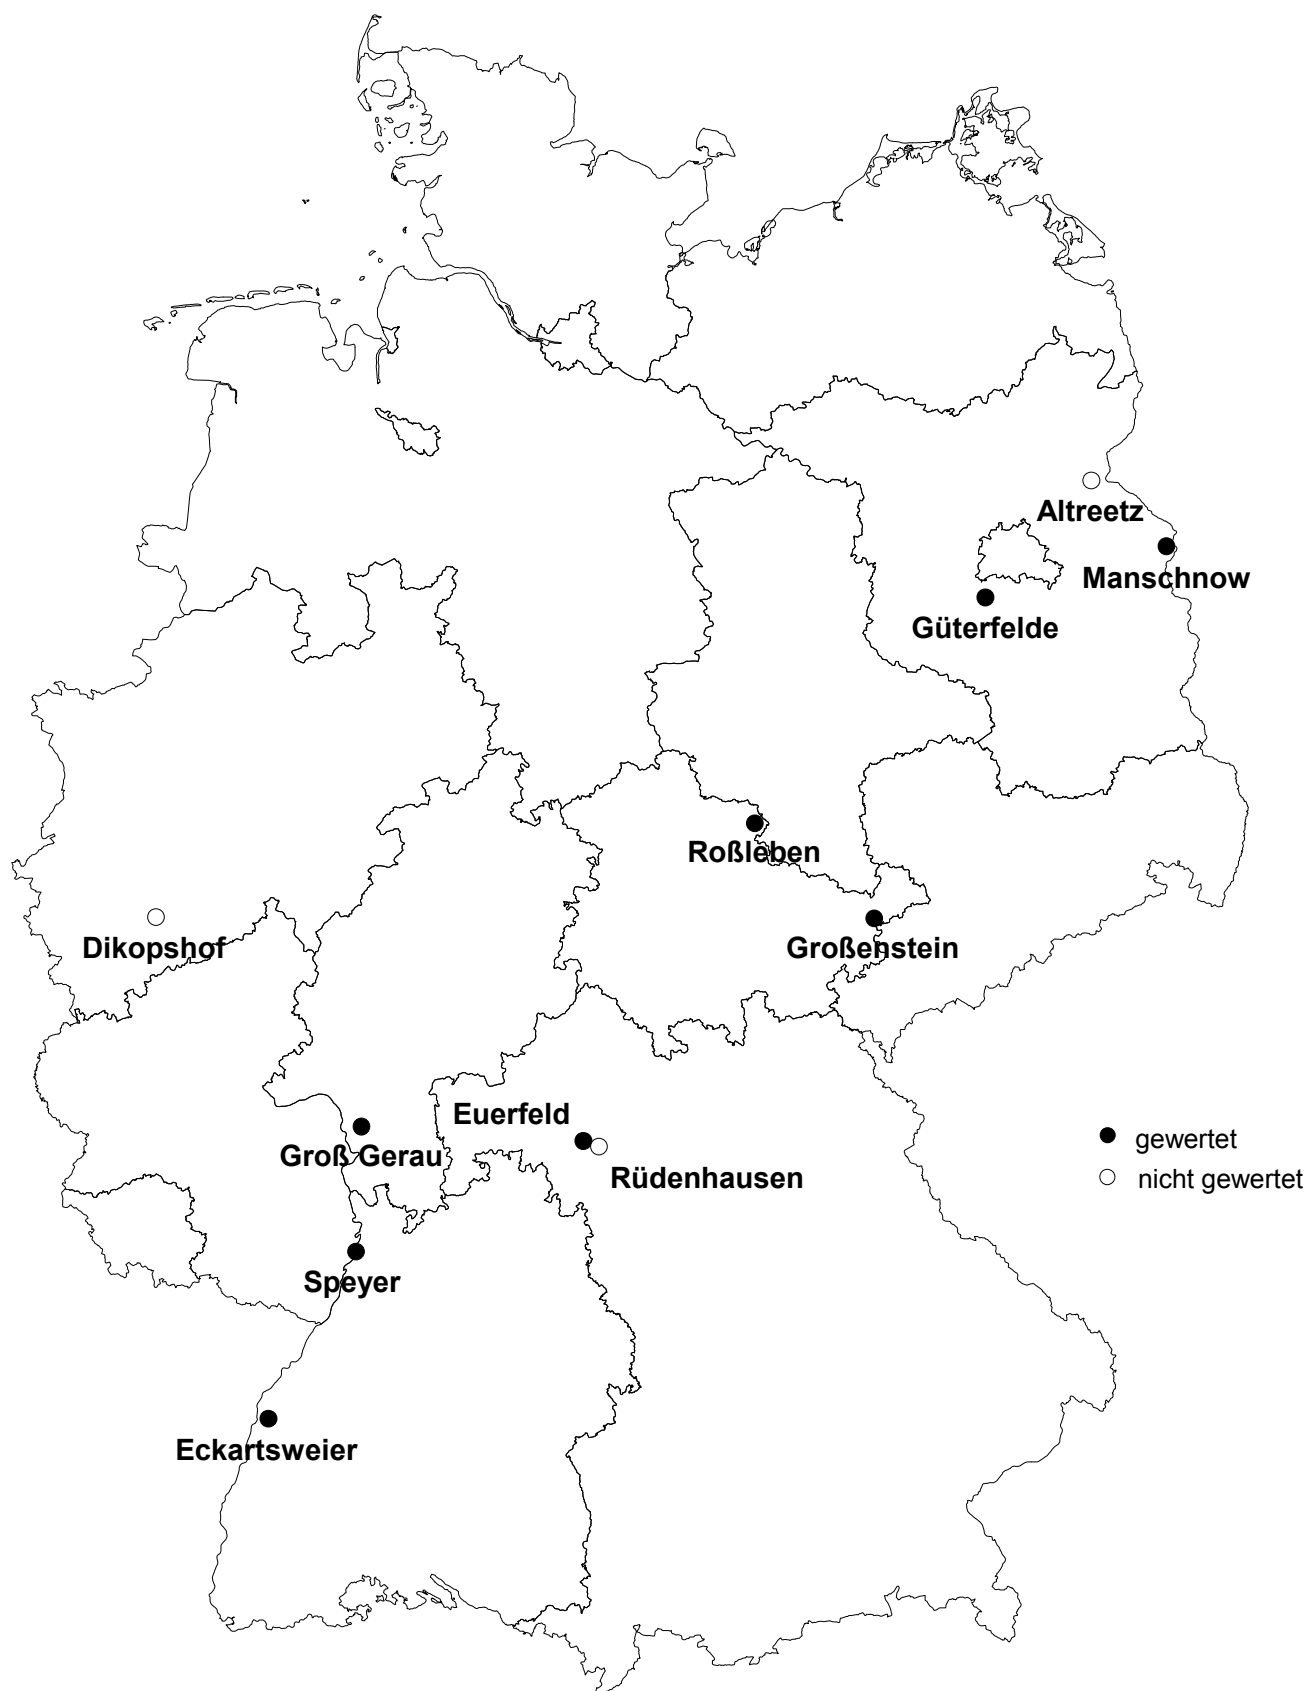 Altreetz
Manschnow
Güterfelde
Roßleben
Dikopshof
Großenstein
Euerfeld
gewertet
Groß Gerau
Rüdenhausen
nicht gewertet
Speyer
Eckartsweier